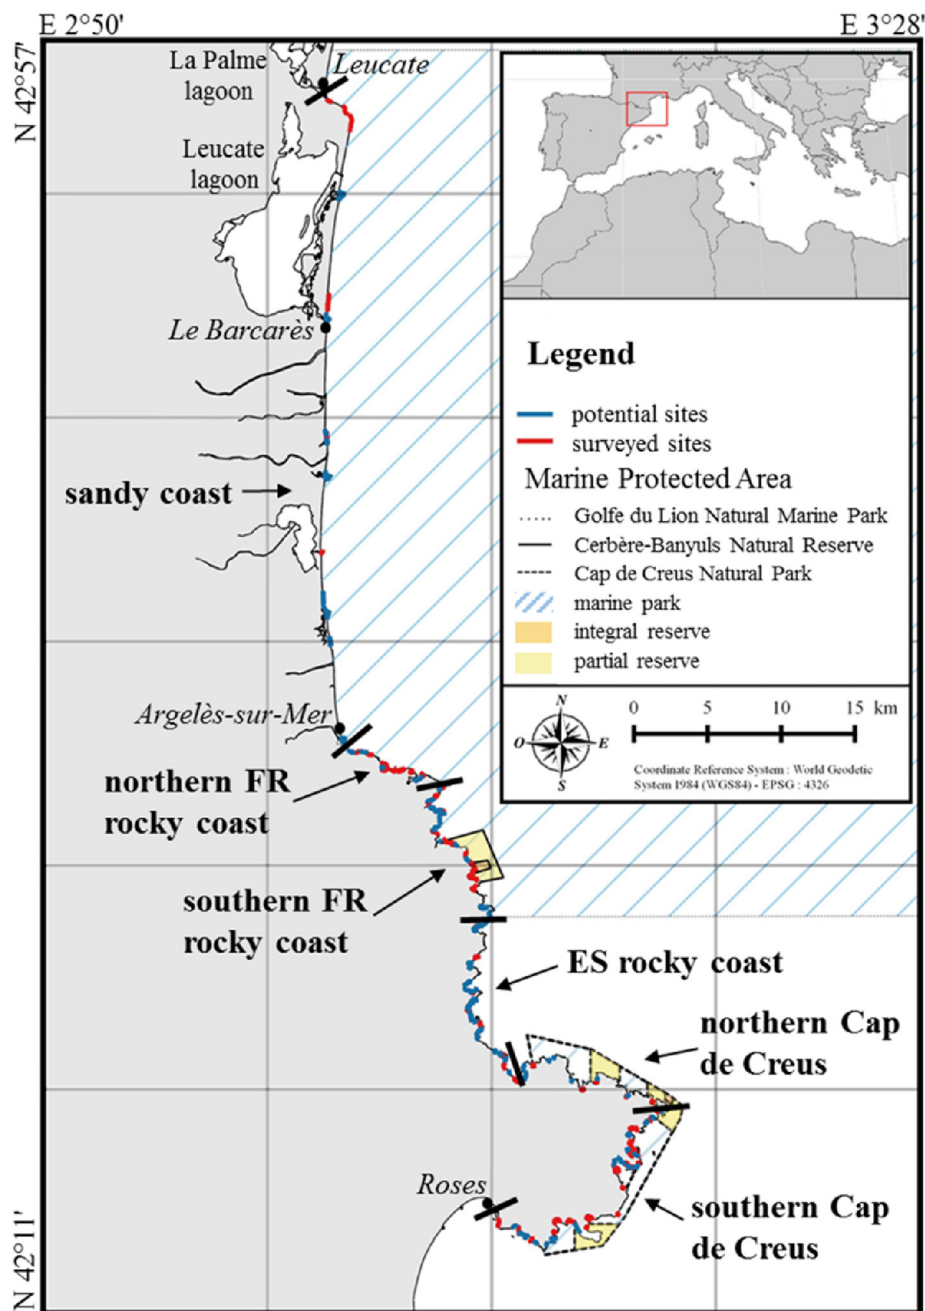 E 2°50'
E 3°28'
N 42°57'
La Palme
lagoon
Leucate
Leucate
lagoon
Le Barcarès
sandy coast
Argelès-sur-Mer
northern FR
rocky coast
southern FR
rocky coast
ES rocky coast
northern Cap
de Creus
Roses
southern Cap
de Creus
N 42°11'
Legend
potential sites
surveyed sites
Marine Protected Area
Golfe du Lion Natural Marine Park
Cerbère-Banyuls Natural Reserve
Cap de Creus Natural Park
marine park
integral reserve
partial reserve
N
O
E
S
0 5 10 15 km
Coordinate Reference System : World Geodetic
System 1984 (WGS84) - EPSG : 4326